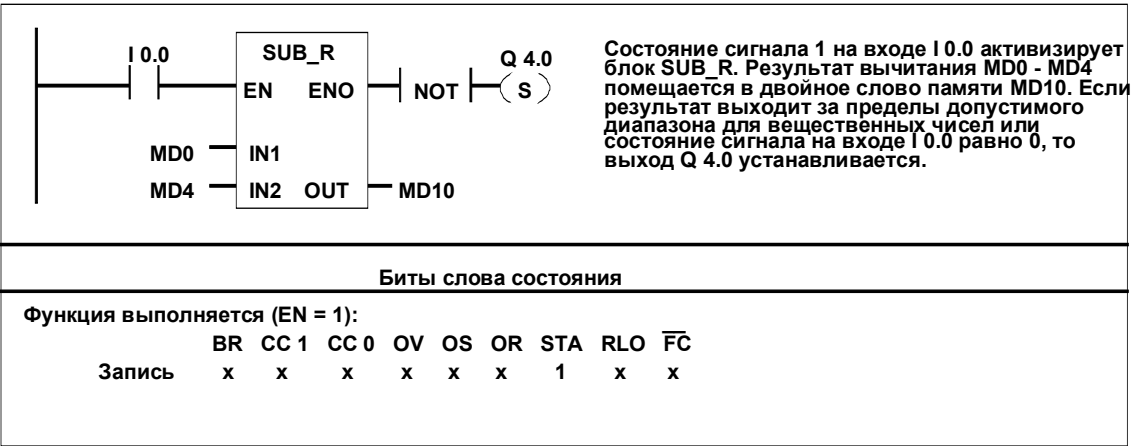 I 0.0
SUB_R
Q 4.0
EN ENO
NOT
S
MD0 IN1
MD4 IN2 OUT MD10
Состояние сигнала 1 на входе I 0.0 активизирует
блок SUB_R. Результат вычитания MD0 - MD4
помещается в двойное слово памяти MD10. Если
результат выходит за пределы допустимого
диапазона для вещественных чисел или
состояние сигнала на входе I 0.0 равно 0, то
выход Q 4.0 устанавливается.
Биты слова состояния
Функция выполняется (EN = 1):
BR CC 1 CC 0 OV OS OR STA RLO F̅C̅
Запись x x x x x x 1 x x